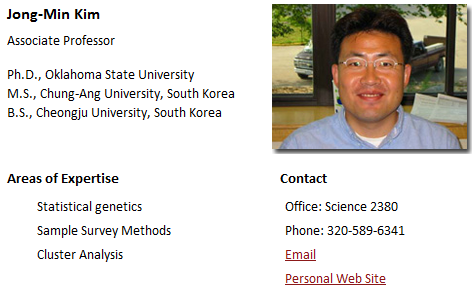 Jong-Min Kim
Associate Professor
Ph.D., Oklahoma State University
M.S., Chung-Ang University, South Korea
B.S., Cheongju University, South Korea
Areas of Expertise
Statistical genetics
Sample Survey Methods
Cluster Analysis
Contact
Office: Science 2380
Phone: 320-589-6341
Email
Personal Web Site